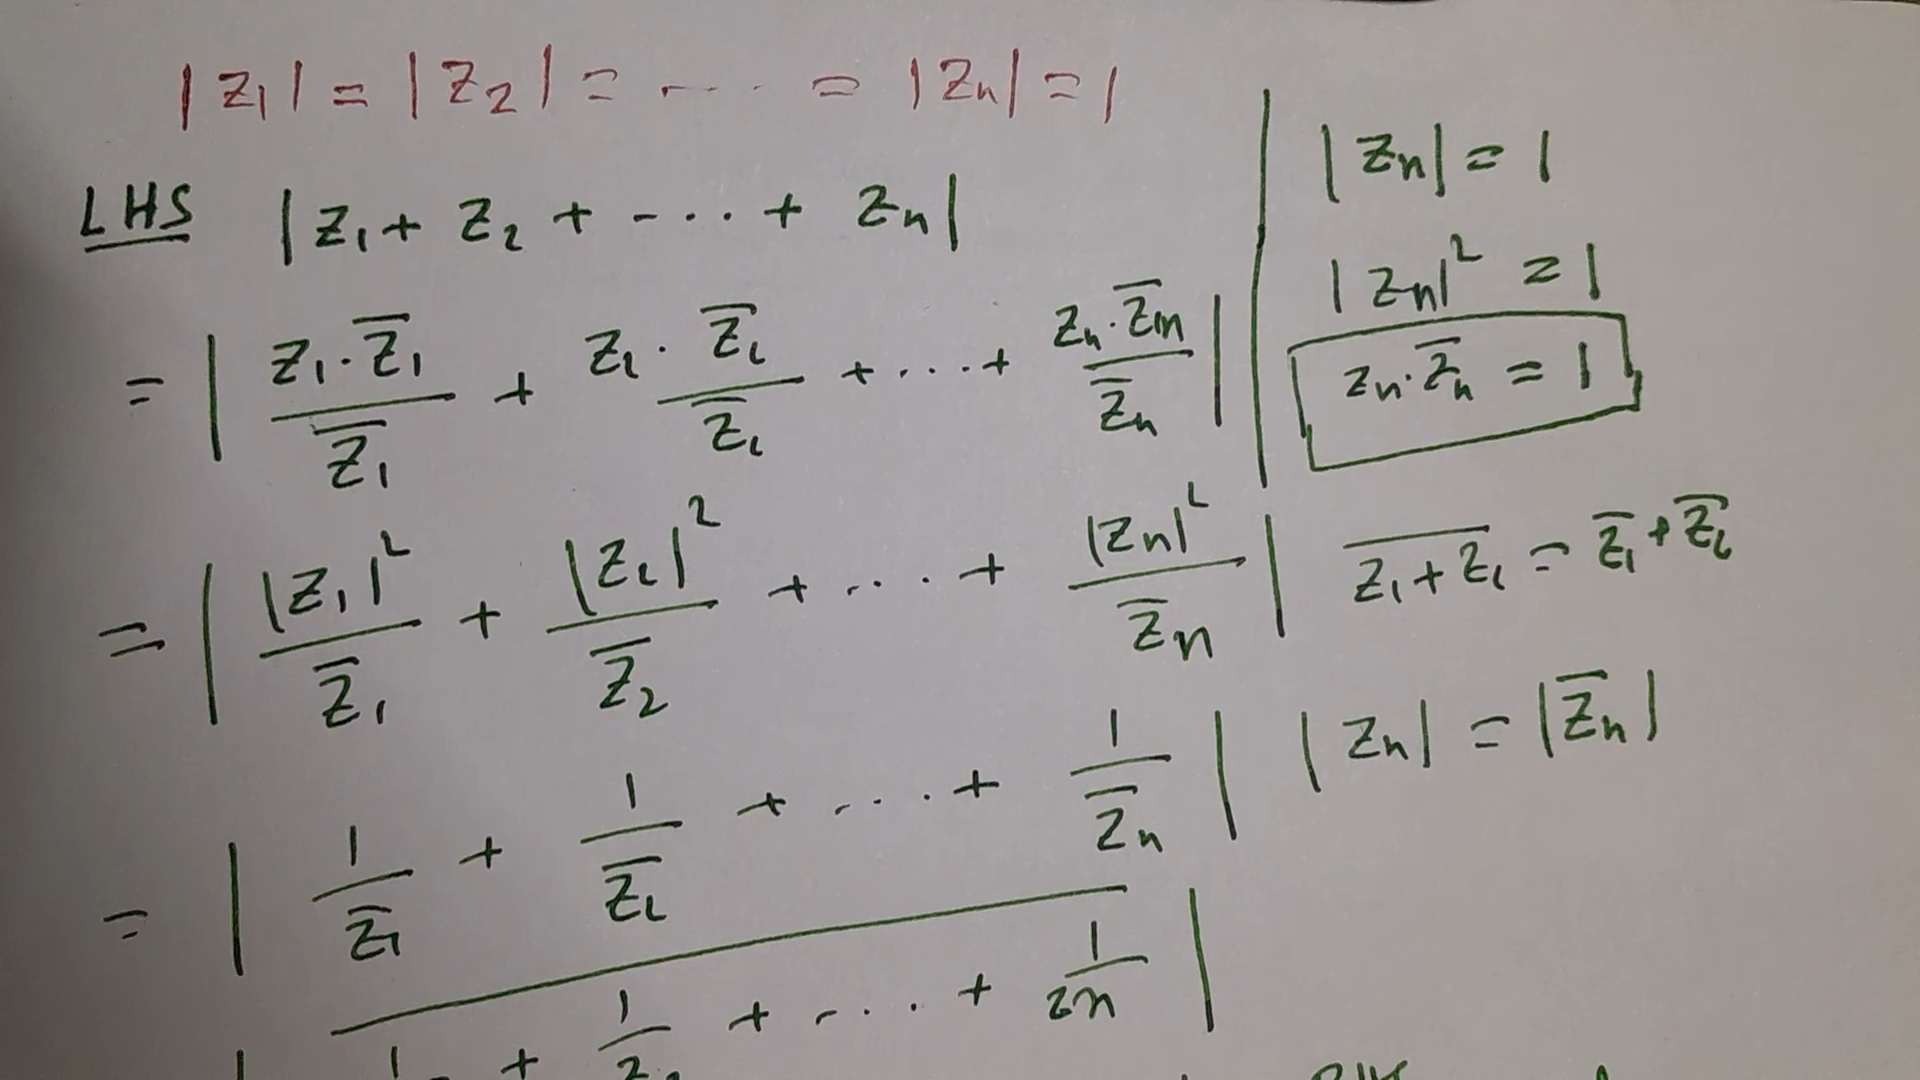 |z₁| = |z₂| = ---- = |zₙ| = 1
LHS |z₁ + z₂ + -··· + zₙ|
= | (z₁·z̅₁)/z̅₁ + (z₂·z̅₂)/z̅₂ + ···· + (zₙ·z̅ₙ)/z̅ₙ |
= | |z₁|²/z̅₁ + |z₂|²/z̅₂ + ···· + |zₙ|²/z̅ₙ |
= | 1/z̅₁ + 1/z̅₂ + ···· + 1/z̅ₙ |
| \overline{1/z₁ + 1/z₂ + ···· + 1/zₙ} |
|zₙ| = 1
|zₙ|² = 1
zₙ·z̅ₙ = 1
\overline{z₁ + z₂} = z̅₁ + z̅₂
|zₙ| = |z̅ₙ|